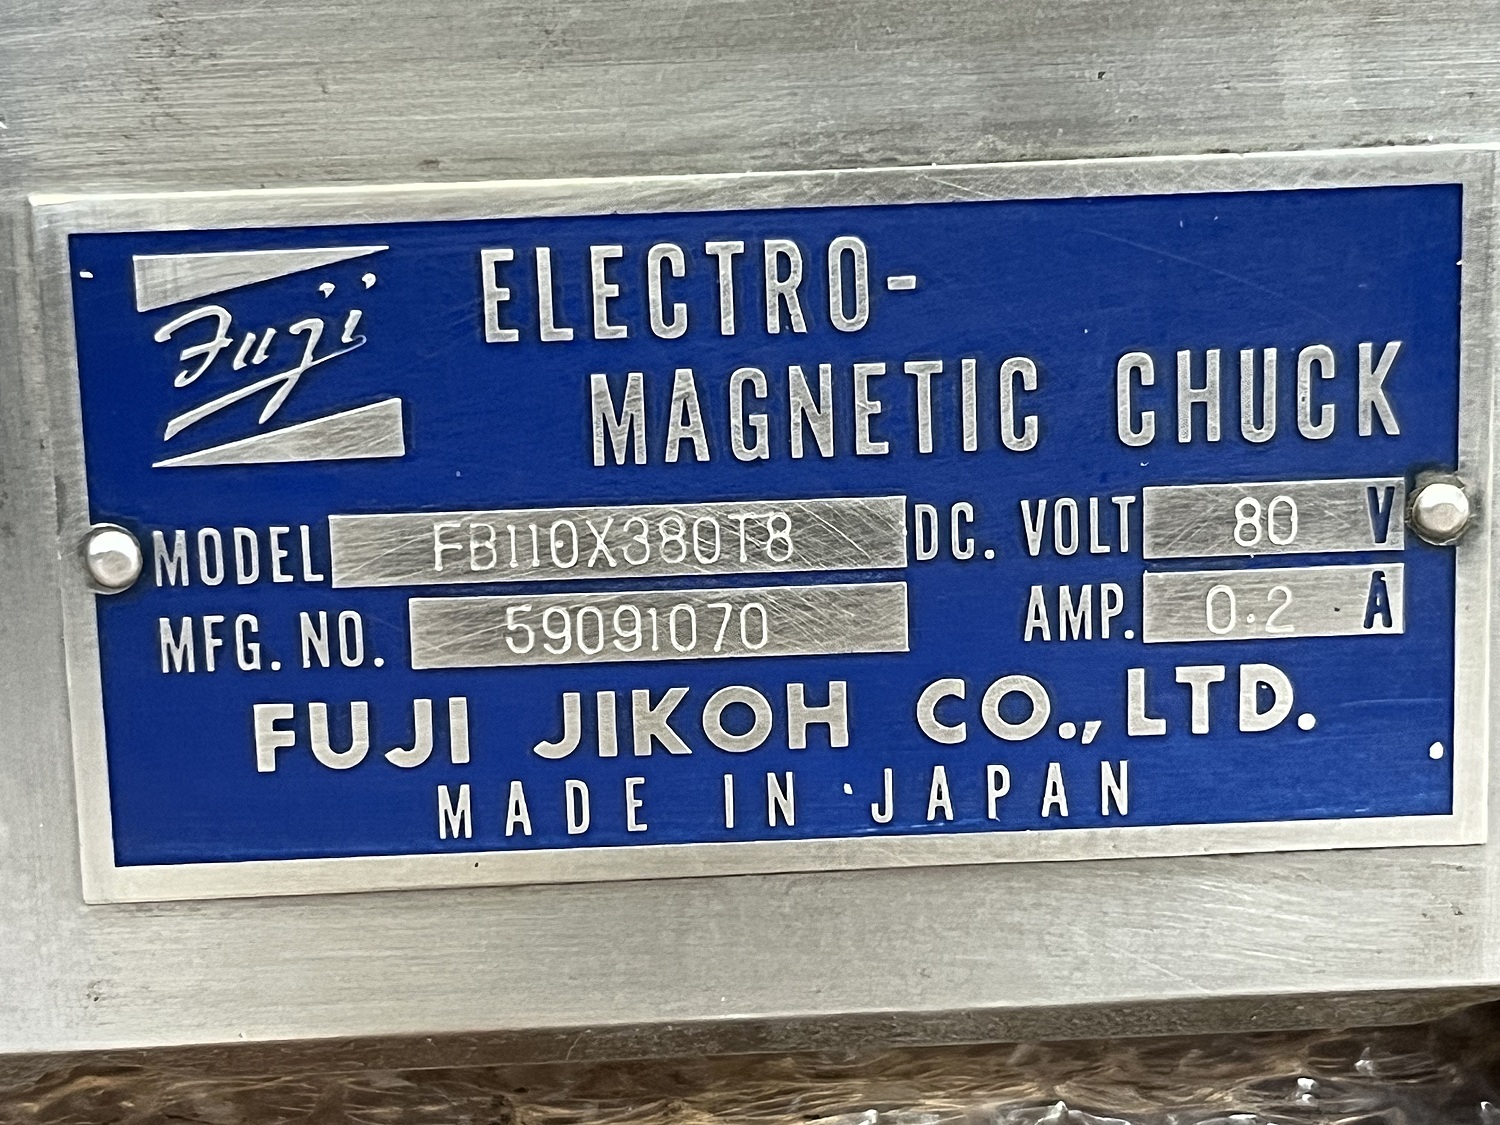 Fuji
ELECTRO-
MAGNETIC CHUCK
MODEL FB110X380T8 DC. VOLT 80 V
MFG. NO. 59091070 AMP. 0.2 A
FUJI JIKOH CO., LTD.
MADE IN JAPAN